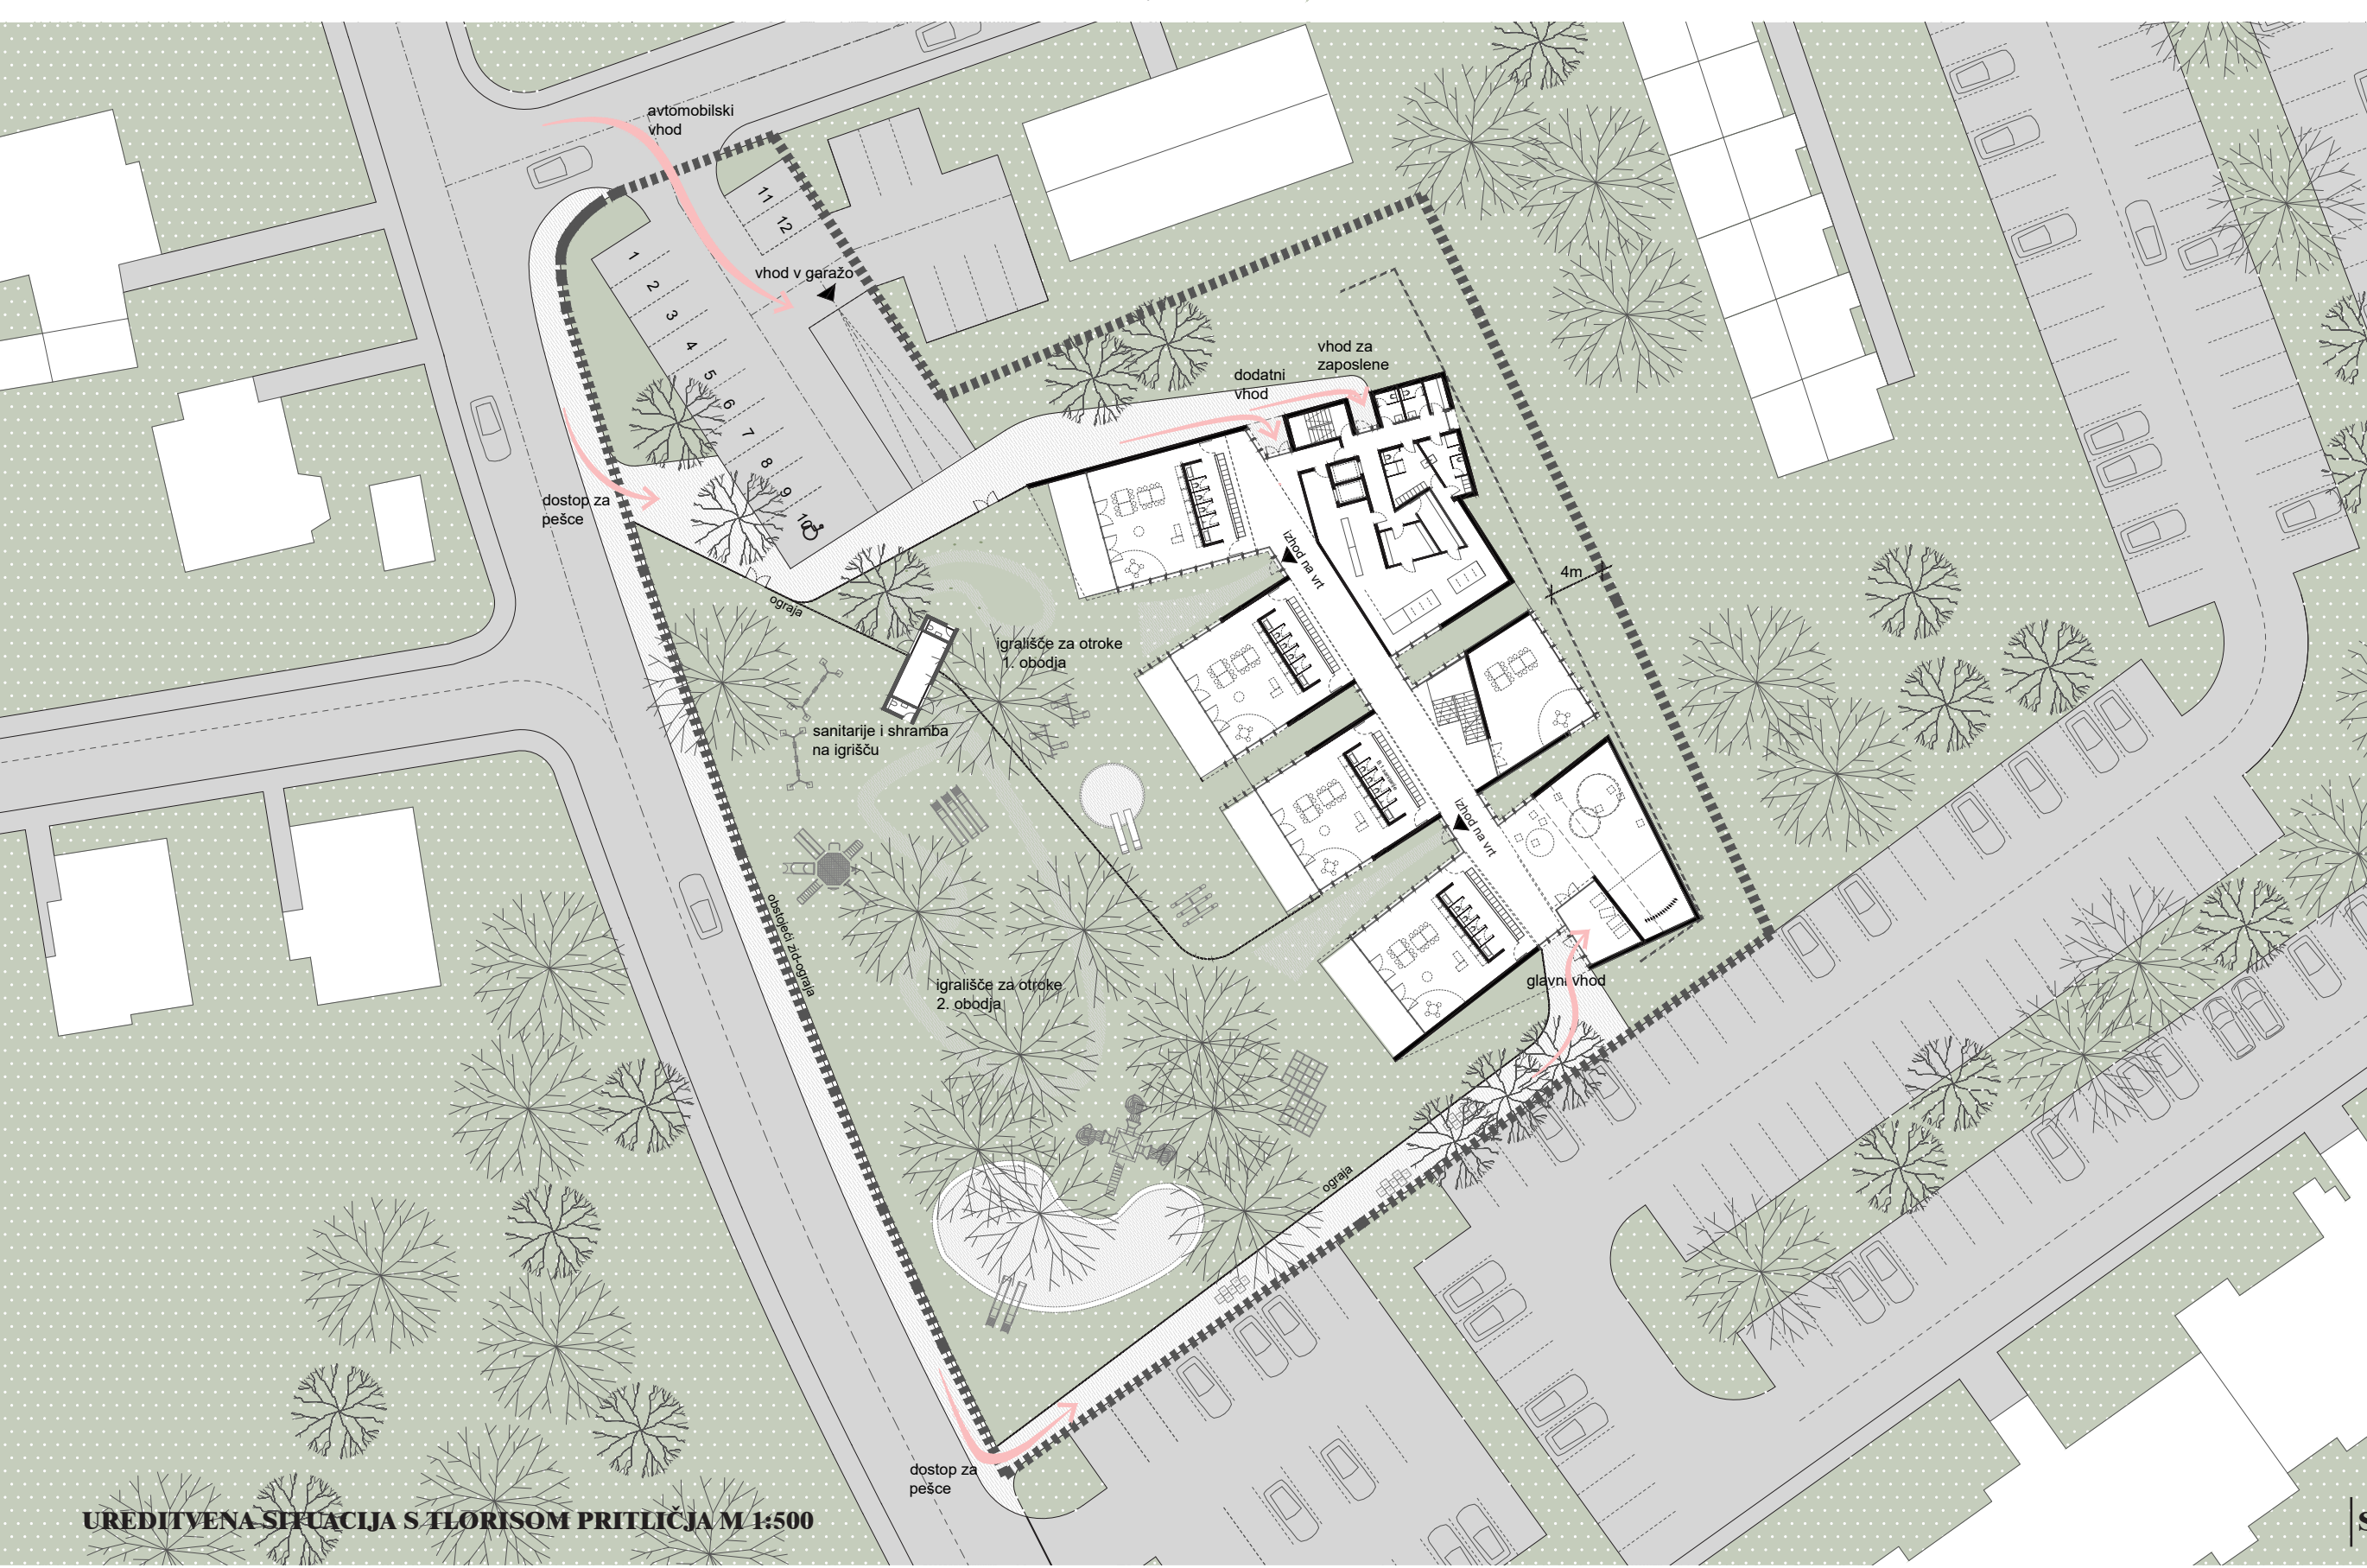 avtomobilski
vhod
11
12
1
2
3
4
5
6
7
8
9
10
vhod v garažo
vhod za
zaposlene
dodatni
vhod
dostop za
pešce
izhod na vrt
4m
ograja
igrališče za otroke
1. obodja
sanitarije i shramba
na igrišču
izhod na vrt
obstojeći zid-ograja
igrališče za otroke
2. obodja
glavni vhod
ograja
dostop za
pešce
UREDITVENA SITUACIJA S TLORISOM PRITLIČJA M 1:500
S